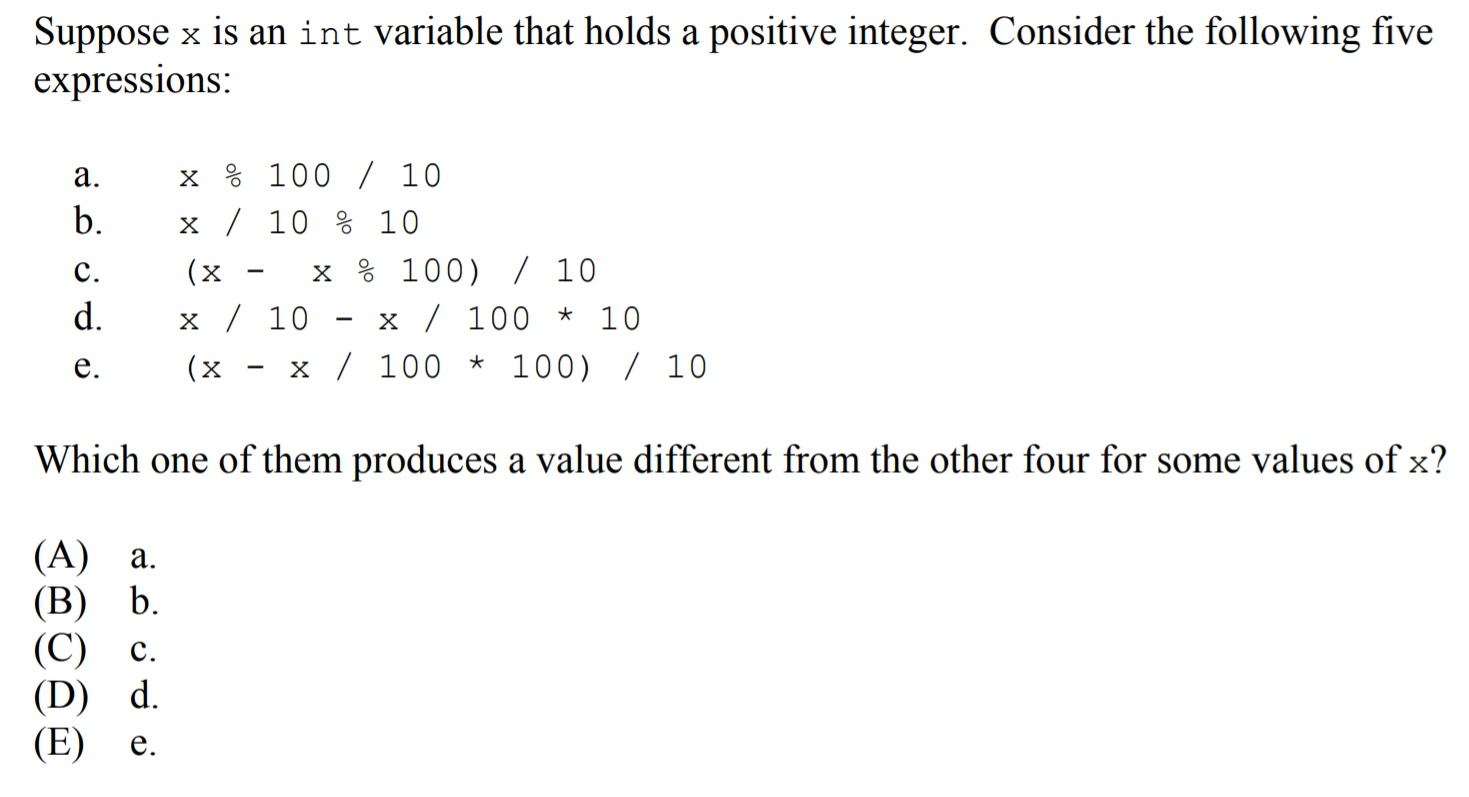 Suppose x is an int variable that holds a positive integer. Consider the following five
expressions:
a. x % 100 / 10
b. x / 10 % 10
c. (x - x % 100) / 10
d. x / 10 - x / 100 * 10
e. (x - x / 100 * 100) / 10
Which one of them produces a value different from the other four for some values of x?
(A) a.
(B) b.
(C) c.
(D) d.
(E) e.